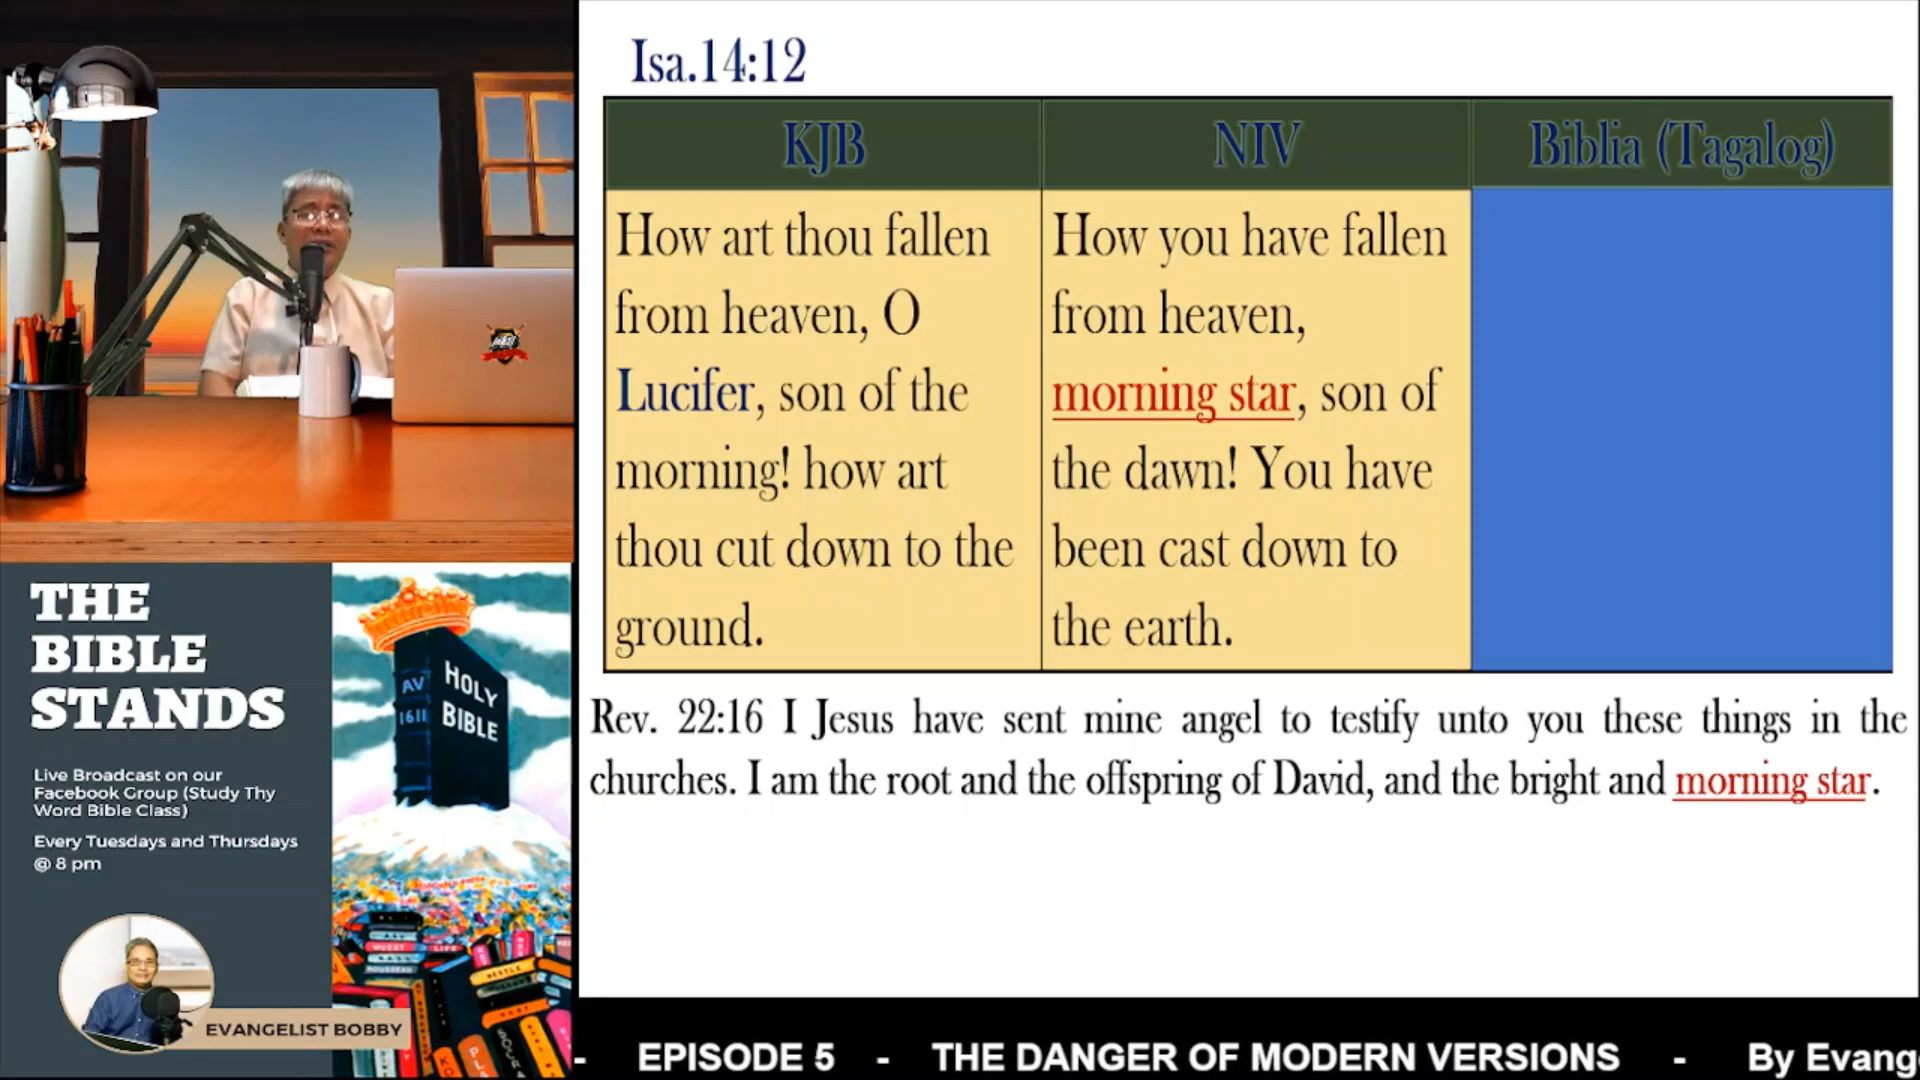 Isa.14:12
KJB
NIV
Biblia (Tagalog)
How art thou fallen
from heaven, O
Lucifer, son of the
morning! how art
thou cut down to the
ground.
How you have fallen
from heaven,
morning star, son of
the dawn! You have
been cast down to
the earth.
Rev. 22:16 I Jesus have sent mine angel to testify unto you these things in the
churches. I am the root and the offspring of David, and the bright and morning star.
THE
BIBLE
STANDS
Live Broadcast on our
Facebook Group (Study Thy
Word Bible Class)
Every Tuesdays and Thursdays
@ 8 pm
EVANGELIST BOBBY
AV
1611
HOLY
BIBLE
- EPISODE 5 - THE DANGER OF MODERN VERSIONS - By Evang